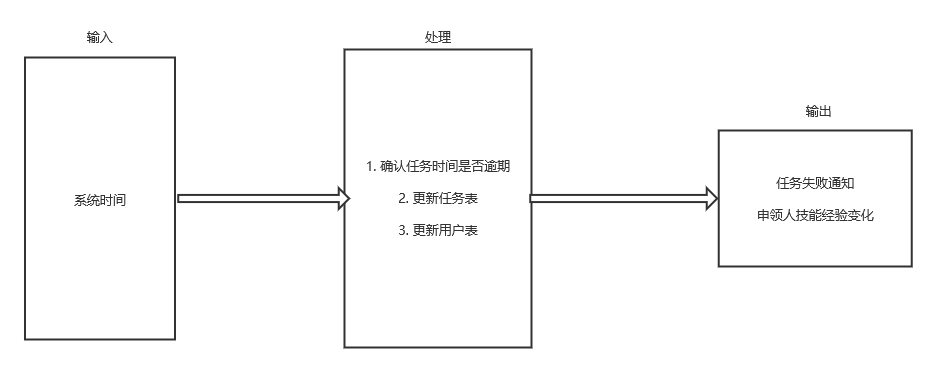 输入
系统时间
处理
1. 确认任务时间是否逾期
2. 更新任务表
3. 更新用户表
输出
任务失败通知
申领人技能经验变化